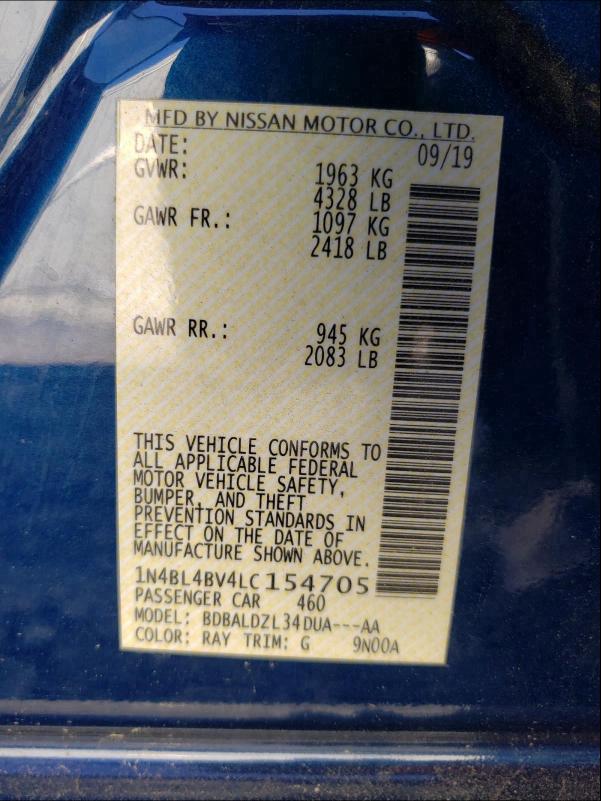 MFD BY NISSAN MOTOR CO., LTD.
DATE: 09/19
GVWR: 1963 KG
4328 LB
GAWR FR.: 1097 KG
2418 LB
GAWR RR.: 945 KG
2083 LB
THIS VEHICLE CONFORMS TO
ALL APPLICABLE FEDERAL
MOTOR VEHICLE SAFETY,
BUMPER, AND THEFT
PREVENTION STANDARDS IN
EFFECT ON THE DATE OF
MANUFACTURE SHOWN ABOVE.
1N4BL4BV4LC154705
PASSENGER CAR 460
MODEL: BDBALDZL34DUA---AA
COLOR: RAY TRIM: G 9N00A